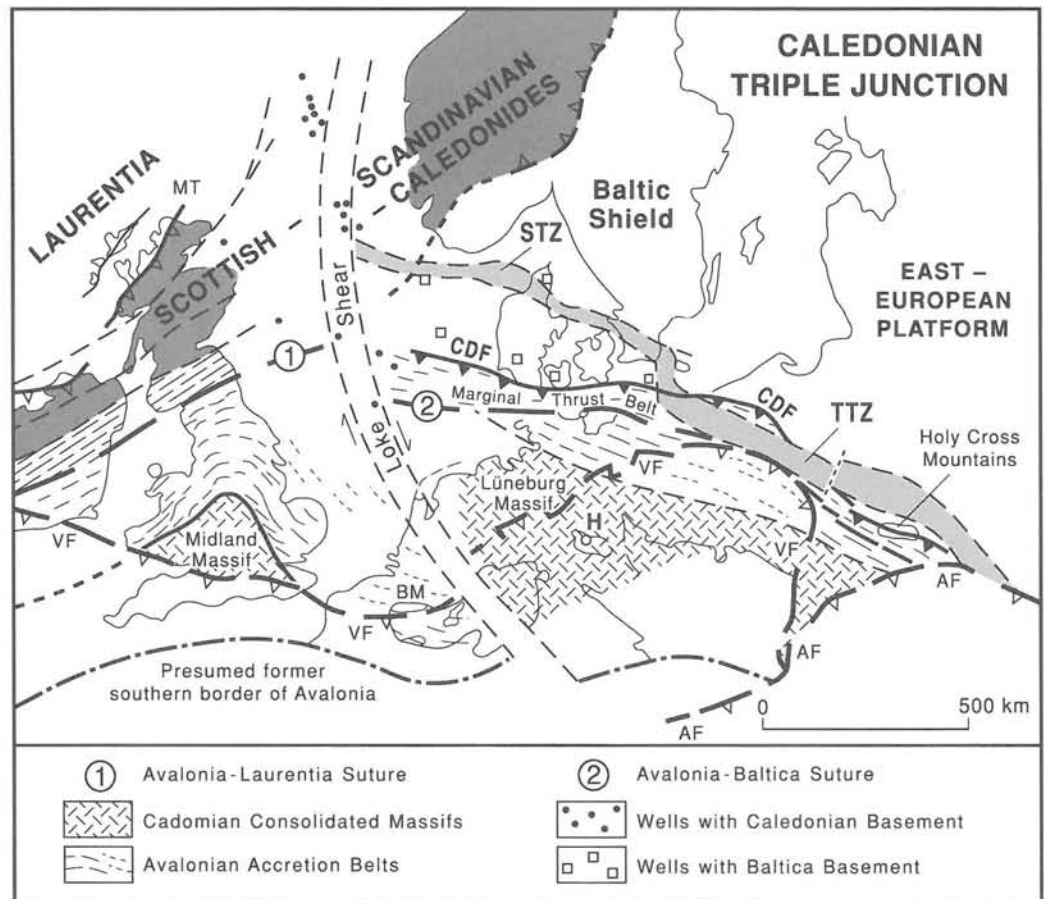 CALEDONIAN
TRIPLE JUNCTION
SCANDINAVIAN
CALEDONIDES
LAURENTIA
MT
SCOTTISH
Baltic
Shield
STZ
EAST –
EUROPEAN
PLATFORM
Shear
1
CDF
2
Marginal – Thrust – Belt
CDF
TTZ
Loke
Holy Cross
Mountains
VF
Lüneburg
Massif
H
VF
Midland
Massif
VF
BM
VF
AF
AF
Presumed former
southern border of Avalonia
0 500 km
AF
1 Avalonia-Laurentia Suture
2 Avalonia-Baltica Suture
Cadomian Consolidated Massifs
Wells with Caledonian Basement
Avalonian Accretion Belts
Wells with Baltica Basement